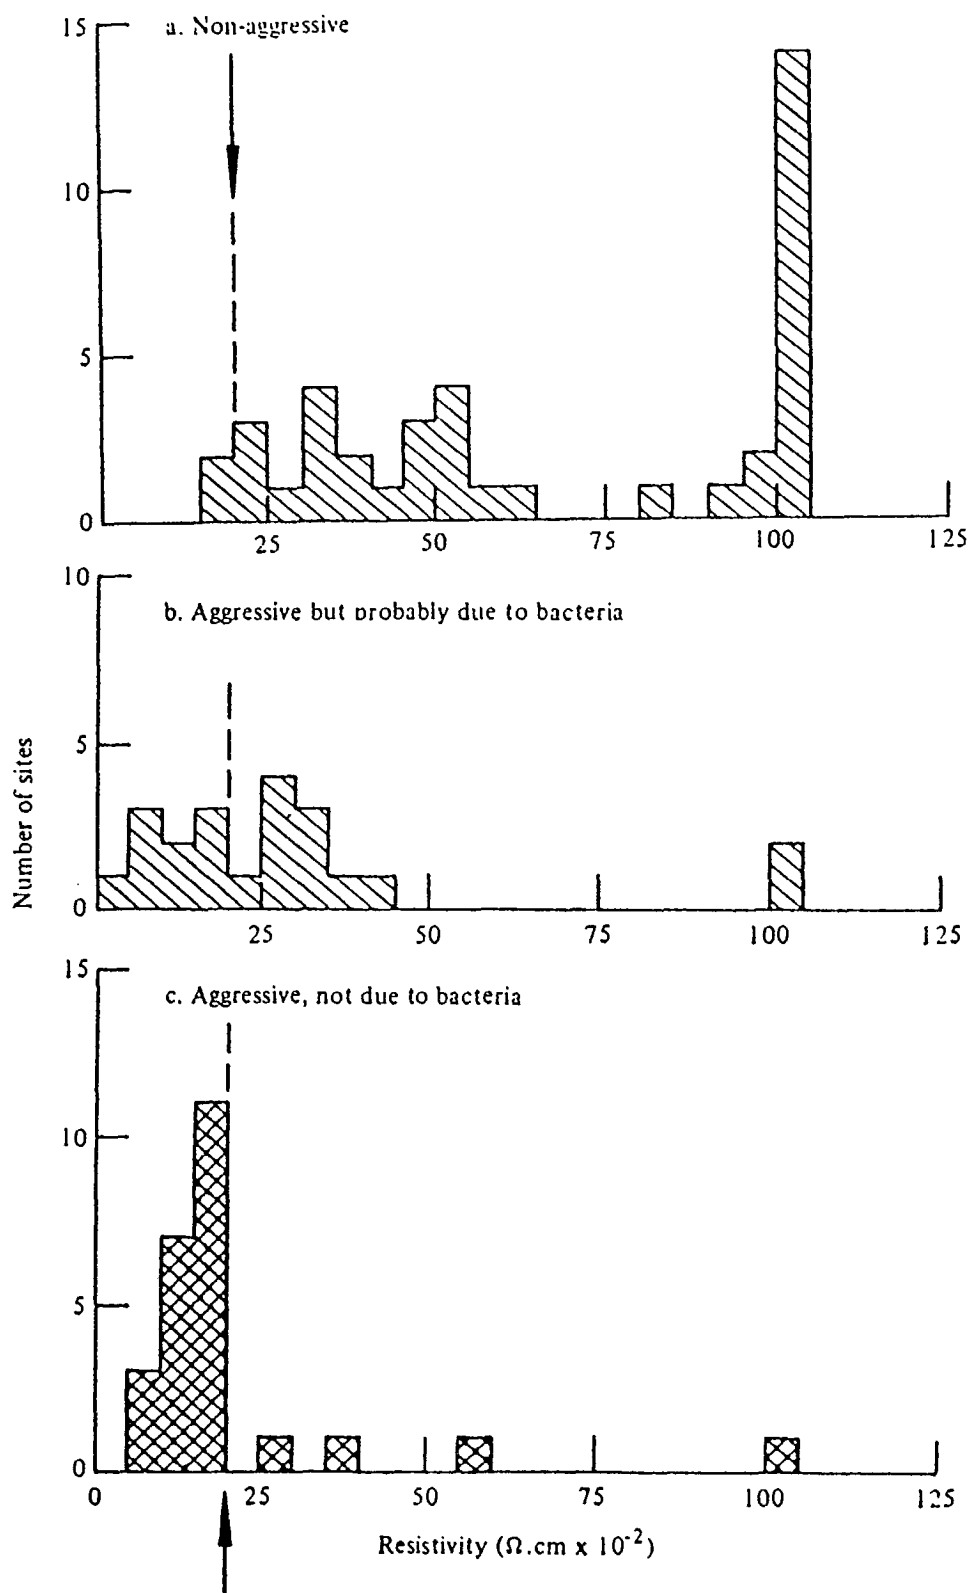 15
a. Non-aggressive
10
5
0
25 50 75 100 125
10
b. Aggressive but probably due to bacteria
5
0
25 50 75 100 125
Number of sites
15
c. Aggressive, not due to bacteria
10
5
0
0 25 50 75 100 125
Resistivity (Ω.cm x 10⁻²)